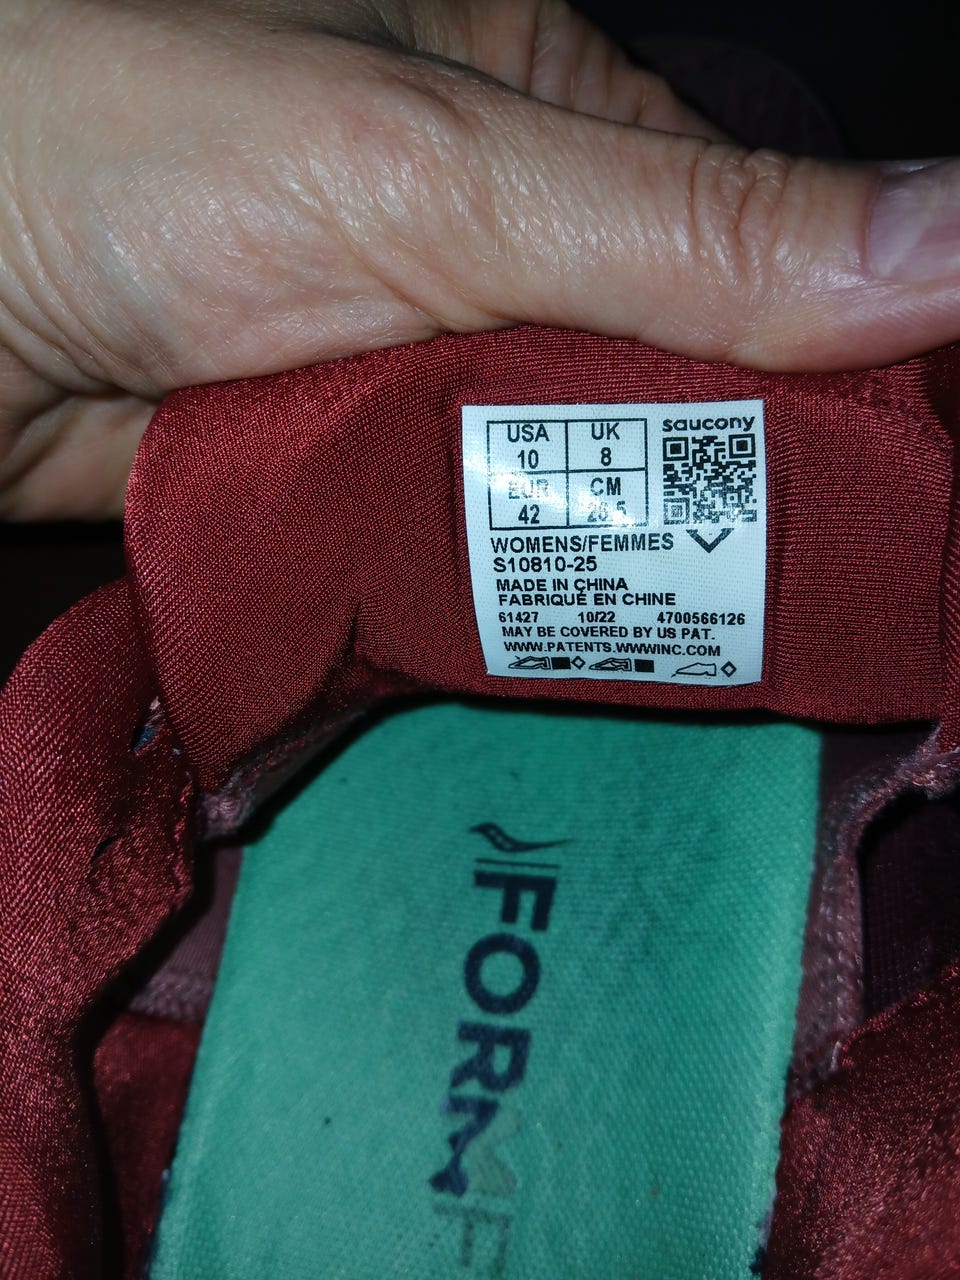 USA 10
UK 8
EUR 42
CM 26.5
saucony
WOMENS/FEMMES
S10810-25
MADE IN CHINA
FABRIQUÉ EN CHINE
61427 10/22 4700566126
MAY BE COVERED BY US PAT.
WWW.PATENTS.WWWINC.COM
FORM